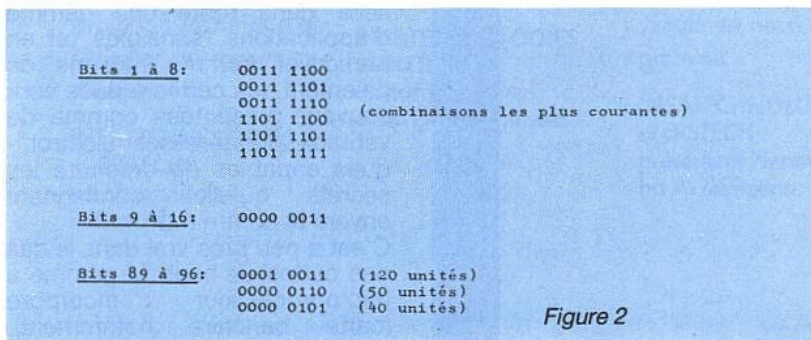 Bits 1 à 8: 0011 1100
0011 1101
0011 1110
(combinaisons les plus courantes)
1101 1100
1101 1101
1101 1111
Bits 9 à 16: 0000 0011
Bits 89 à 96: 0001 0011 (120 unités)
0000 0110 (50 unités)
0000 0101 (40 unités)
Figure 2